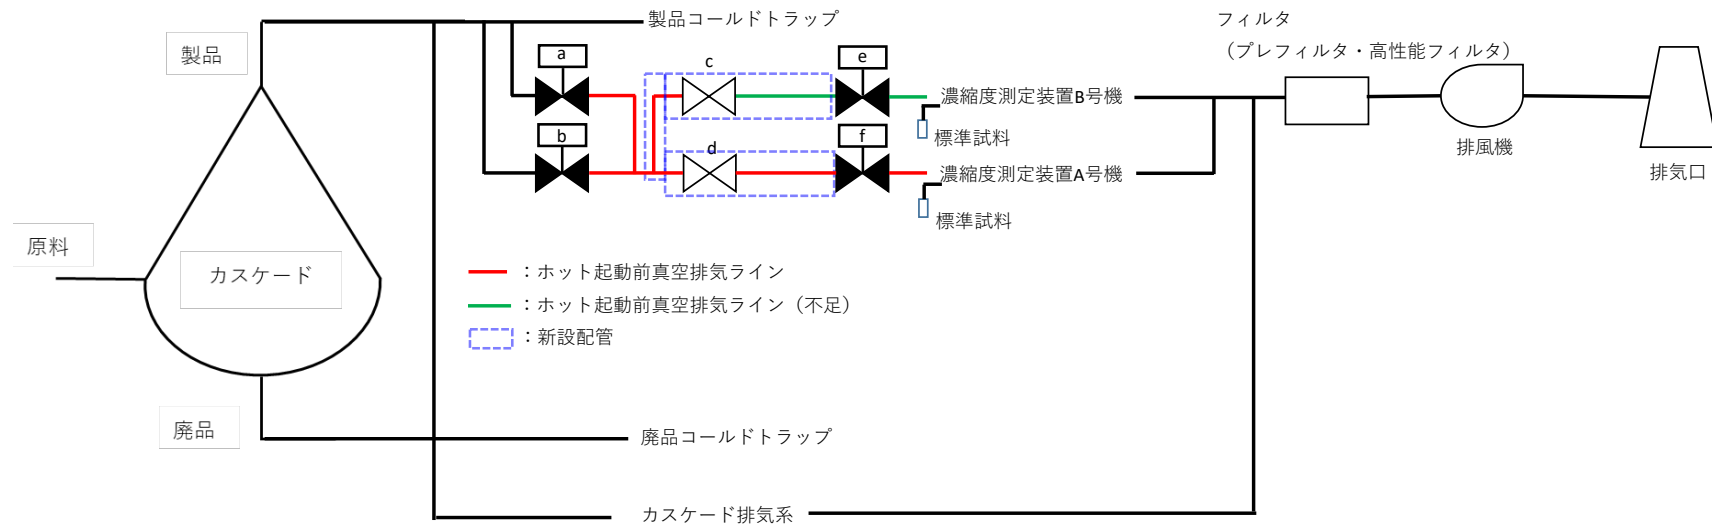 製品コールドトラップ
フィルタ
（プレフィルタ・高性能フィルタ）
製品
a
c
e
濃縮度測定装置B号機
標準試料
排風機
b
d
f
濃縮度測定装置A号機
標準試料
排気口
原料
カスケード
：ホット起動前真空排気ライン
：ホット起動前真空排気ライン（不足）
：新設配管
廃品
廃品コールドトラップ
カスケード排気系